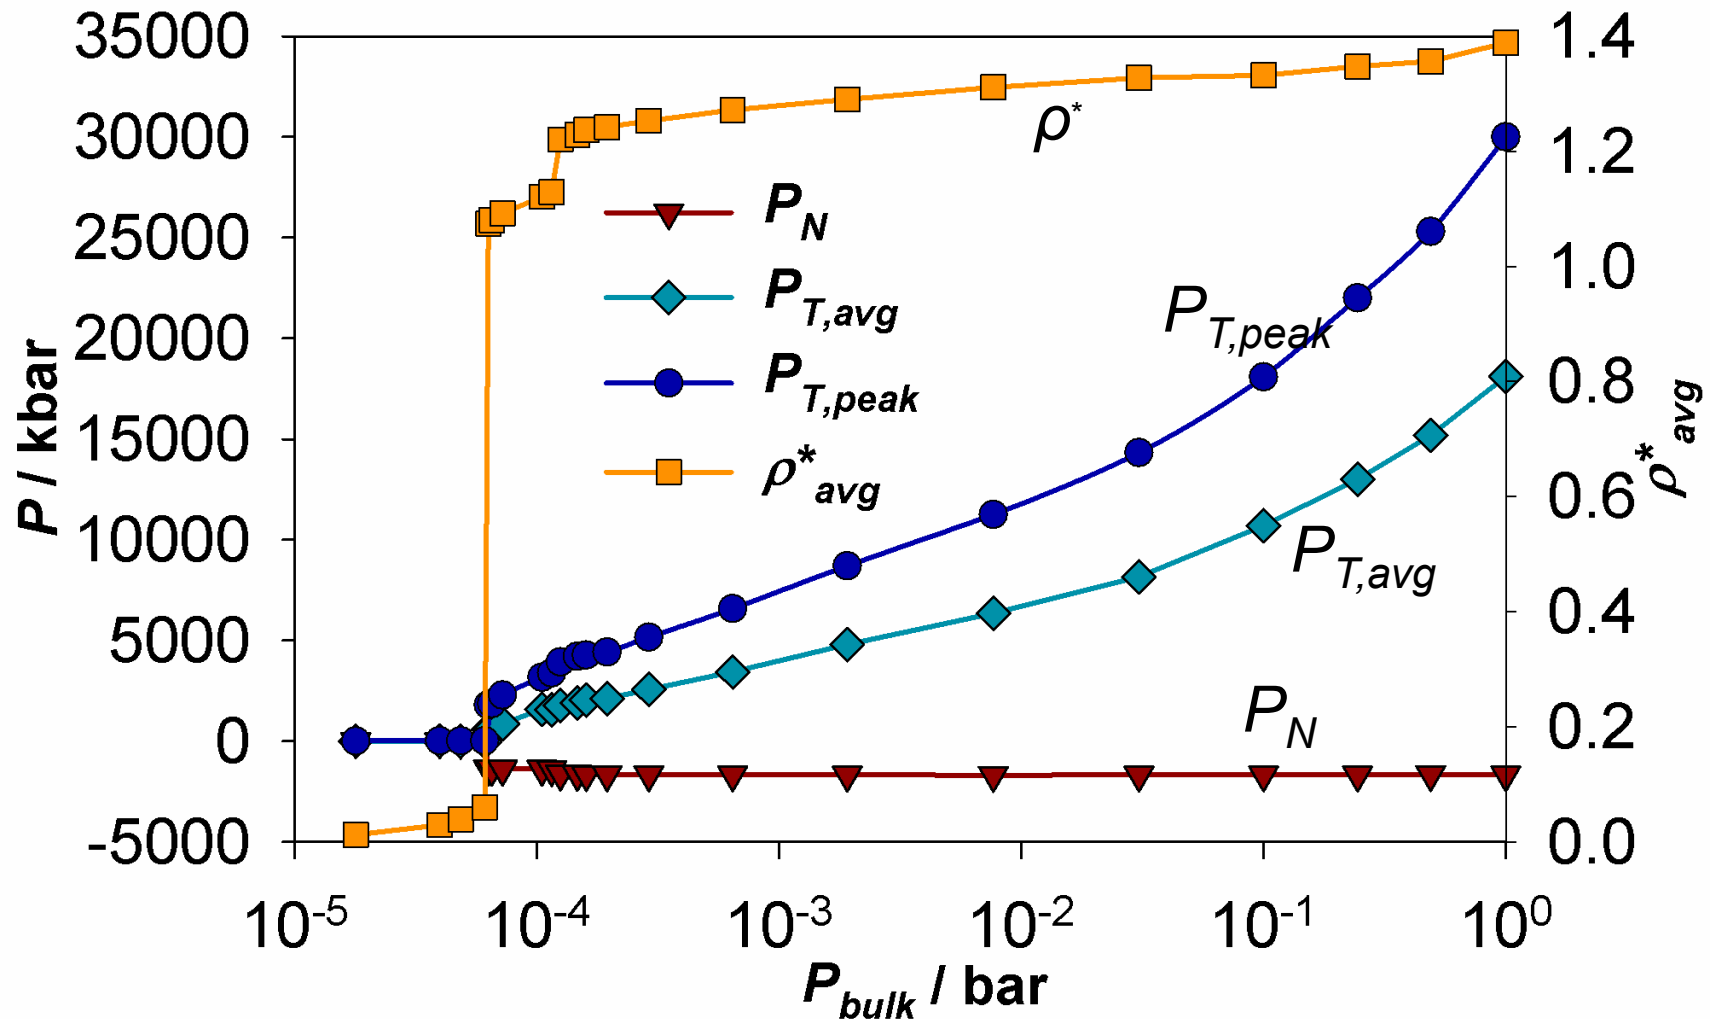 35000
30000
25000
20000
15000
10000
5000
0
-5000
P / kbar
1.4
1.2
1.0
0.8
0.6
0.4
0.2
0.0
ρ*avg
10-5
10-4
10-3
10-2
10-1
100
Pbulk / bar
PN
PT,avg
PT,peak
ρ*avg
ρ*
PT,peak
PT,avg
PN